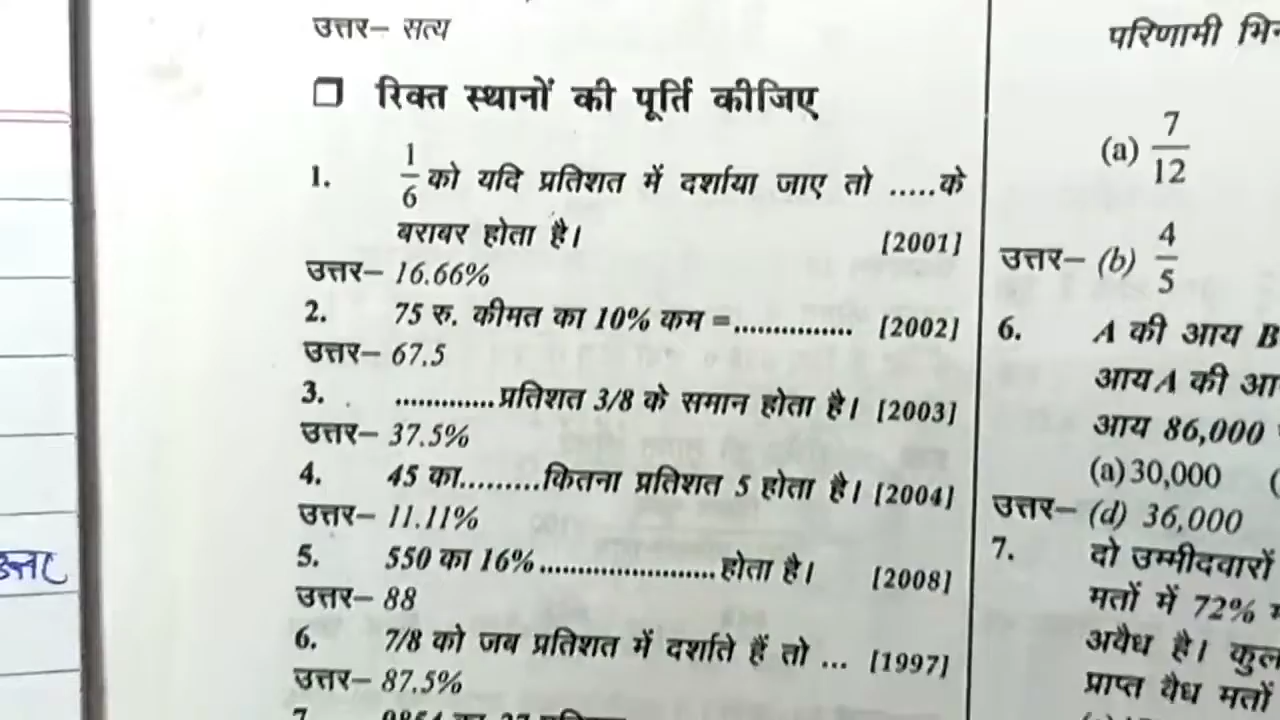 उत्तर– सत्य
❑ रिक्त स्थानों की पूर्ति कीजिए
1. 1/6 को यदि प्रतिशत में दर्शाया जाए तो .....के
बराबर होता है। [2001]
उत्तर– 16.66%
2. 75 रु. कीमत का 10% कम =............... [2002]
उत्तर– 67.5
3. .............प्रतिशत 3/8 के समान होता है। [2003]
उत्तर– 37.5%
4. 45 का.........कितना प्रतिशत 5 होता है। [2004]
उत्तर– 11.11%
5. 550 का 16%.......................होता है। [2008]
उत्तर– 88
6. 7/8 को जब प्रतिशत में दर्शाते हैं तो ... [1997]
उत्तर– 87.5%
7.
परिणामी
(a) 7/12
उत्तर– (b) 4/5
6. A की आय B
आय A की
आय 86,000
(a) 30,000
उत्तर– (d) 36,000
7. दो उम्मीदवारों
मतों में 72%
अवैध है।
प्राप्त वैध मतों